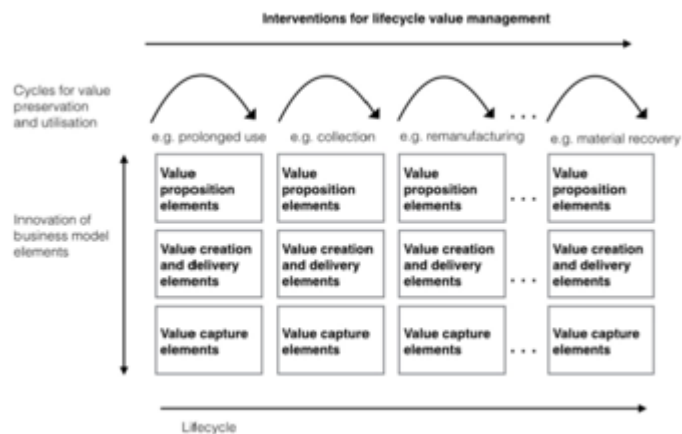 Interventions for lifecycle value management
Cycles for value
preservation
and utilisation
e.g. prolonged use
e.g. collection
e.g. remanufacturing
...
e.g. material recovery
Innovation of
business model
elements
Value
proposition
elements
Value
proposition
elements
Value
proposition
elements
...
Value
proposition
elements
Value creation
and delivery
elements
Value creation
and delivery
elements
Value creation
and delivery
elements
...
Value creation
and delivery
elements
Value capture
elements
Value capture
elements
Value capture
elements
...
Value capture
elements
Lifecycle